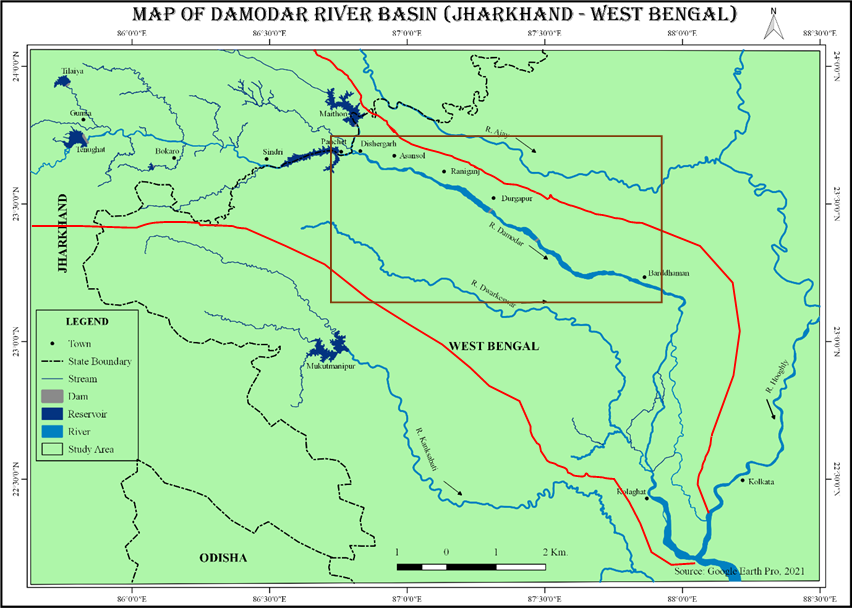 MAP OF DAMODAR RIVER BASIN (JHARKHAND - WEST BENGAL)
N
86°0'0"E 86°30'0"E 87°0'0"E 87°30'0"E 88°0'0"E 88°30'0"E
24°0'0"N 24°0'0"N
Tilaiya
Gumia
Maithon
R. Ajay
Tenughat
Bokaro
Sindri
Panchet
Dishergarh
Asansol
Raniganj
Durgapur
23°30'0"N 23°30'0"N
JHARKHAND
R. Damodar
Barddhaman
R. Dwarkeswar
LEGEND
Town
State Boundary
Stream
Dam
Reservoir
River
Study Area
23°0'0"N 23°0'0"N
WEST BENGAL
Mukutmanipur
R. Hooghly
R. Kanksabati
22°30'0"N 22°30'0"N
Kolaghat
Kolkata
ODISHA
1 0 1 2 Km.
Source: Google Earth Pro, 2021
86°0'0"E 86°30'0"E 87°0'0"E 87°30'0"E 88°0'0"E 88°30'0"E